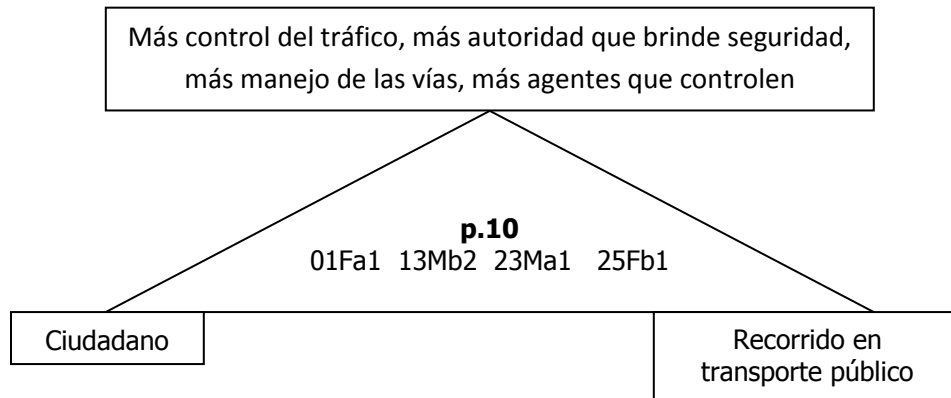 Más control del tráfico, más autoridad que brinde seguridad,
más manejo de las vías, más agentes que controlen
p.10
01Fa1 13Mb2 23Ma1 25Fb1
Ciudadano
Recorrido en
transporte público